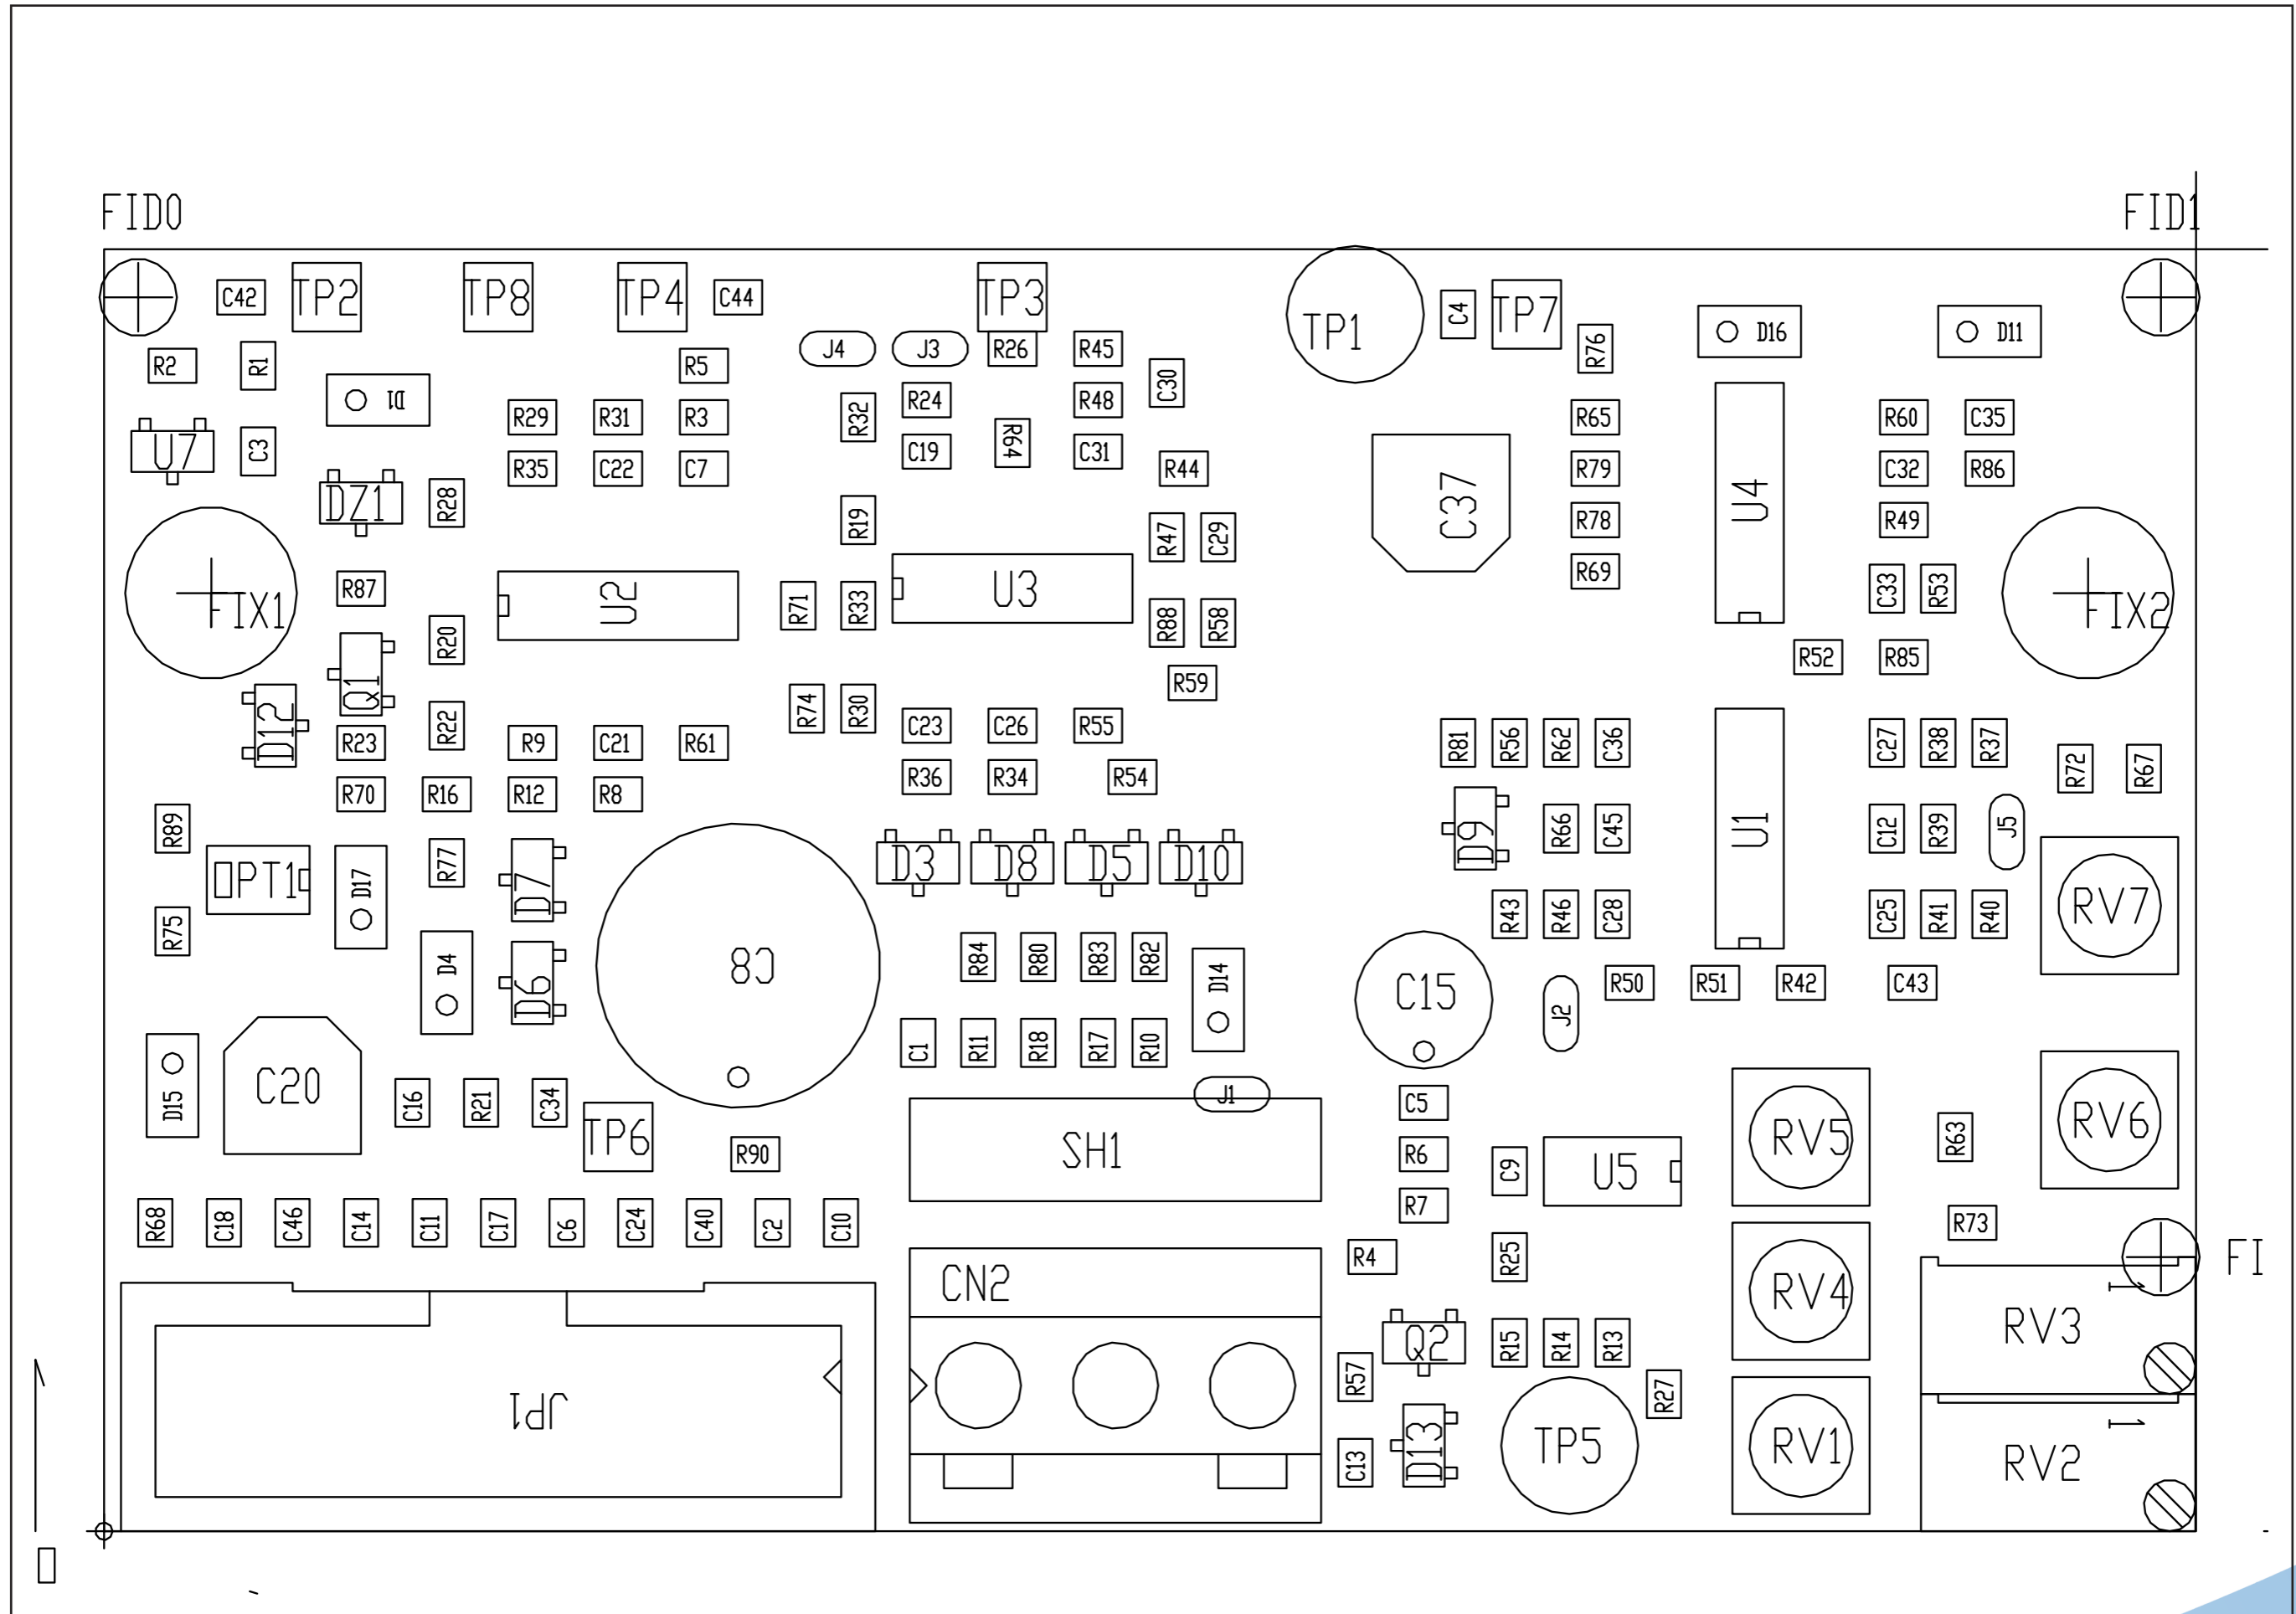 FID0 FID1
C42 TP2 TP8 TP4 C44 TP3 TP1 C4 TP7 D16 D11
R2 R1 R5 J4 J3 R26 R45 R76
D1 R29 R31 R3 R32 R24 R48 C30 R65 R60 C35
U7 C3 R35 C22 C7 C19 R64 C31 R44 C37 R79 U4 C32 R86
DZ1 R28 R19 R47 C29 R78 R49
FIX1 R87 U2 R71 R33 U3 R69 C33 R53 FIX2
R20 R88 R58
Q1 R59 R52 R85
D12 R23 R22 R9 C21 R61 R74 R30 C23 C26 R55 R81 R56 R62 C36 C27 R38 R37 R72 R67
R70 R16 R12 R8 R36 R34 R54
R89 D9 R66 C45 U1 C12 R39 J5
OPT1 D17 R77 D7 D3 D8 D5 D10
R75 R43 R46 C28 C25 R41 R40 RV7
D4 D6 C8 R84 R80 R83 R82 D14 C15 R50 R51 R42 C43
J2
C1 R11 R18 R17 R10
D15 C20 C16 R21 C34 J1 C5 RV6
TP6 R90 SH1 R6 C9 U5 RV5 R63
R68 C18 C46 C14 C11 C17 C6 C24 C40 C2 C10 R7 R73
CN2 R4 R25 RV4 FI
1
Q2 R15 R14 R13 RV3
JP1 R57 R27
1
C13 D13 TP5 RV1 RV2